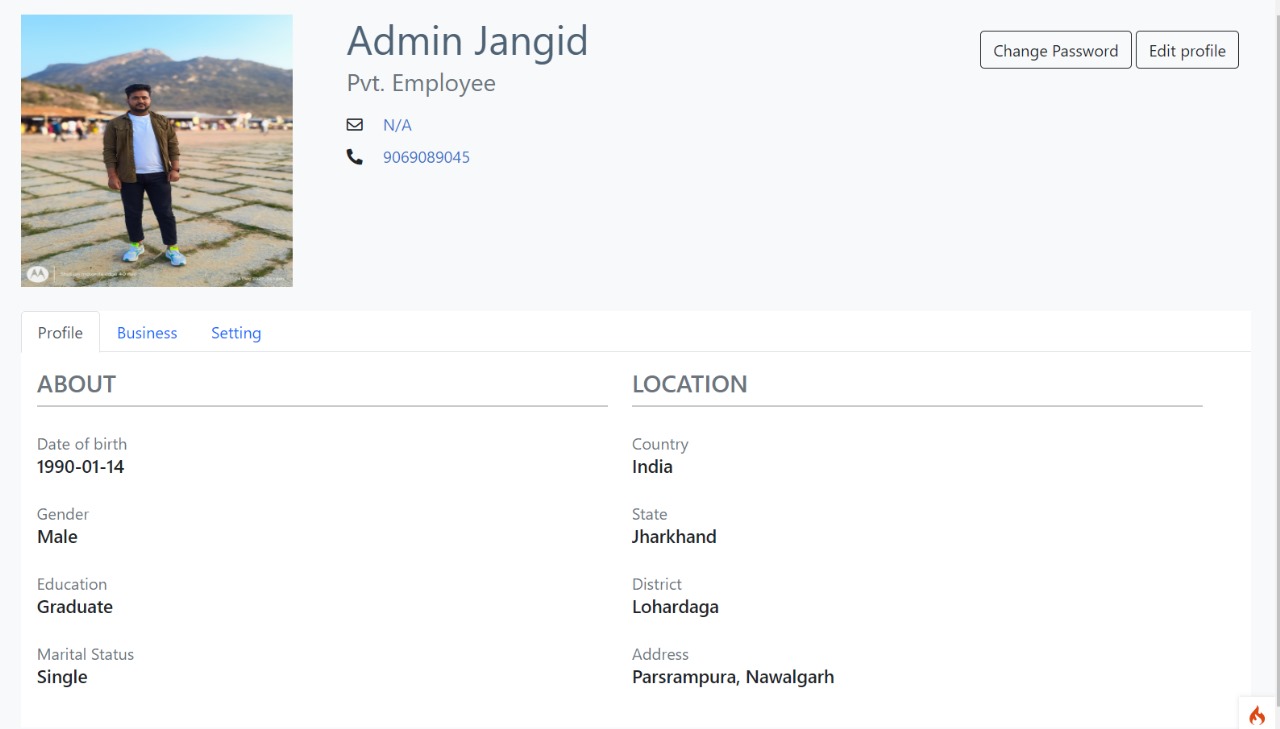 Admin Jangid
Pvt. Employee
N/A
9069089045
Change Password
Edit profile
Profile
Business
Setting
ABOUT
Date of birth
1990-01-14
Gender
Male
Education
Graduate
Marital Status
Single
LOCATION
Country
India
State
Jharkhand
District
Lohardaga
Address
Parsrampura, Nawalgarh